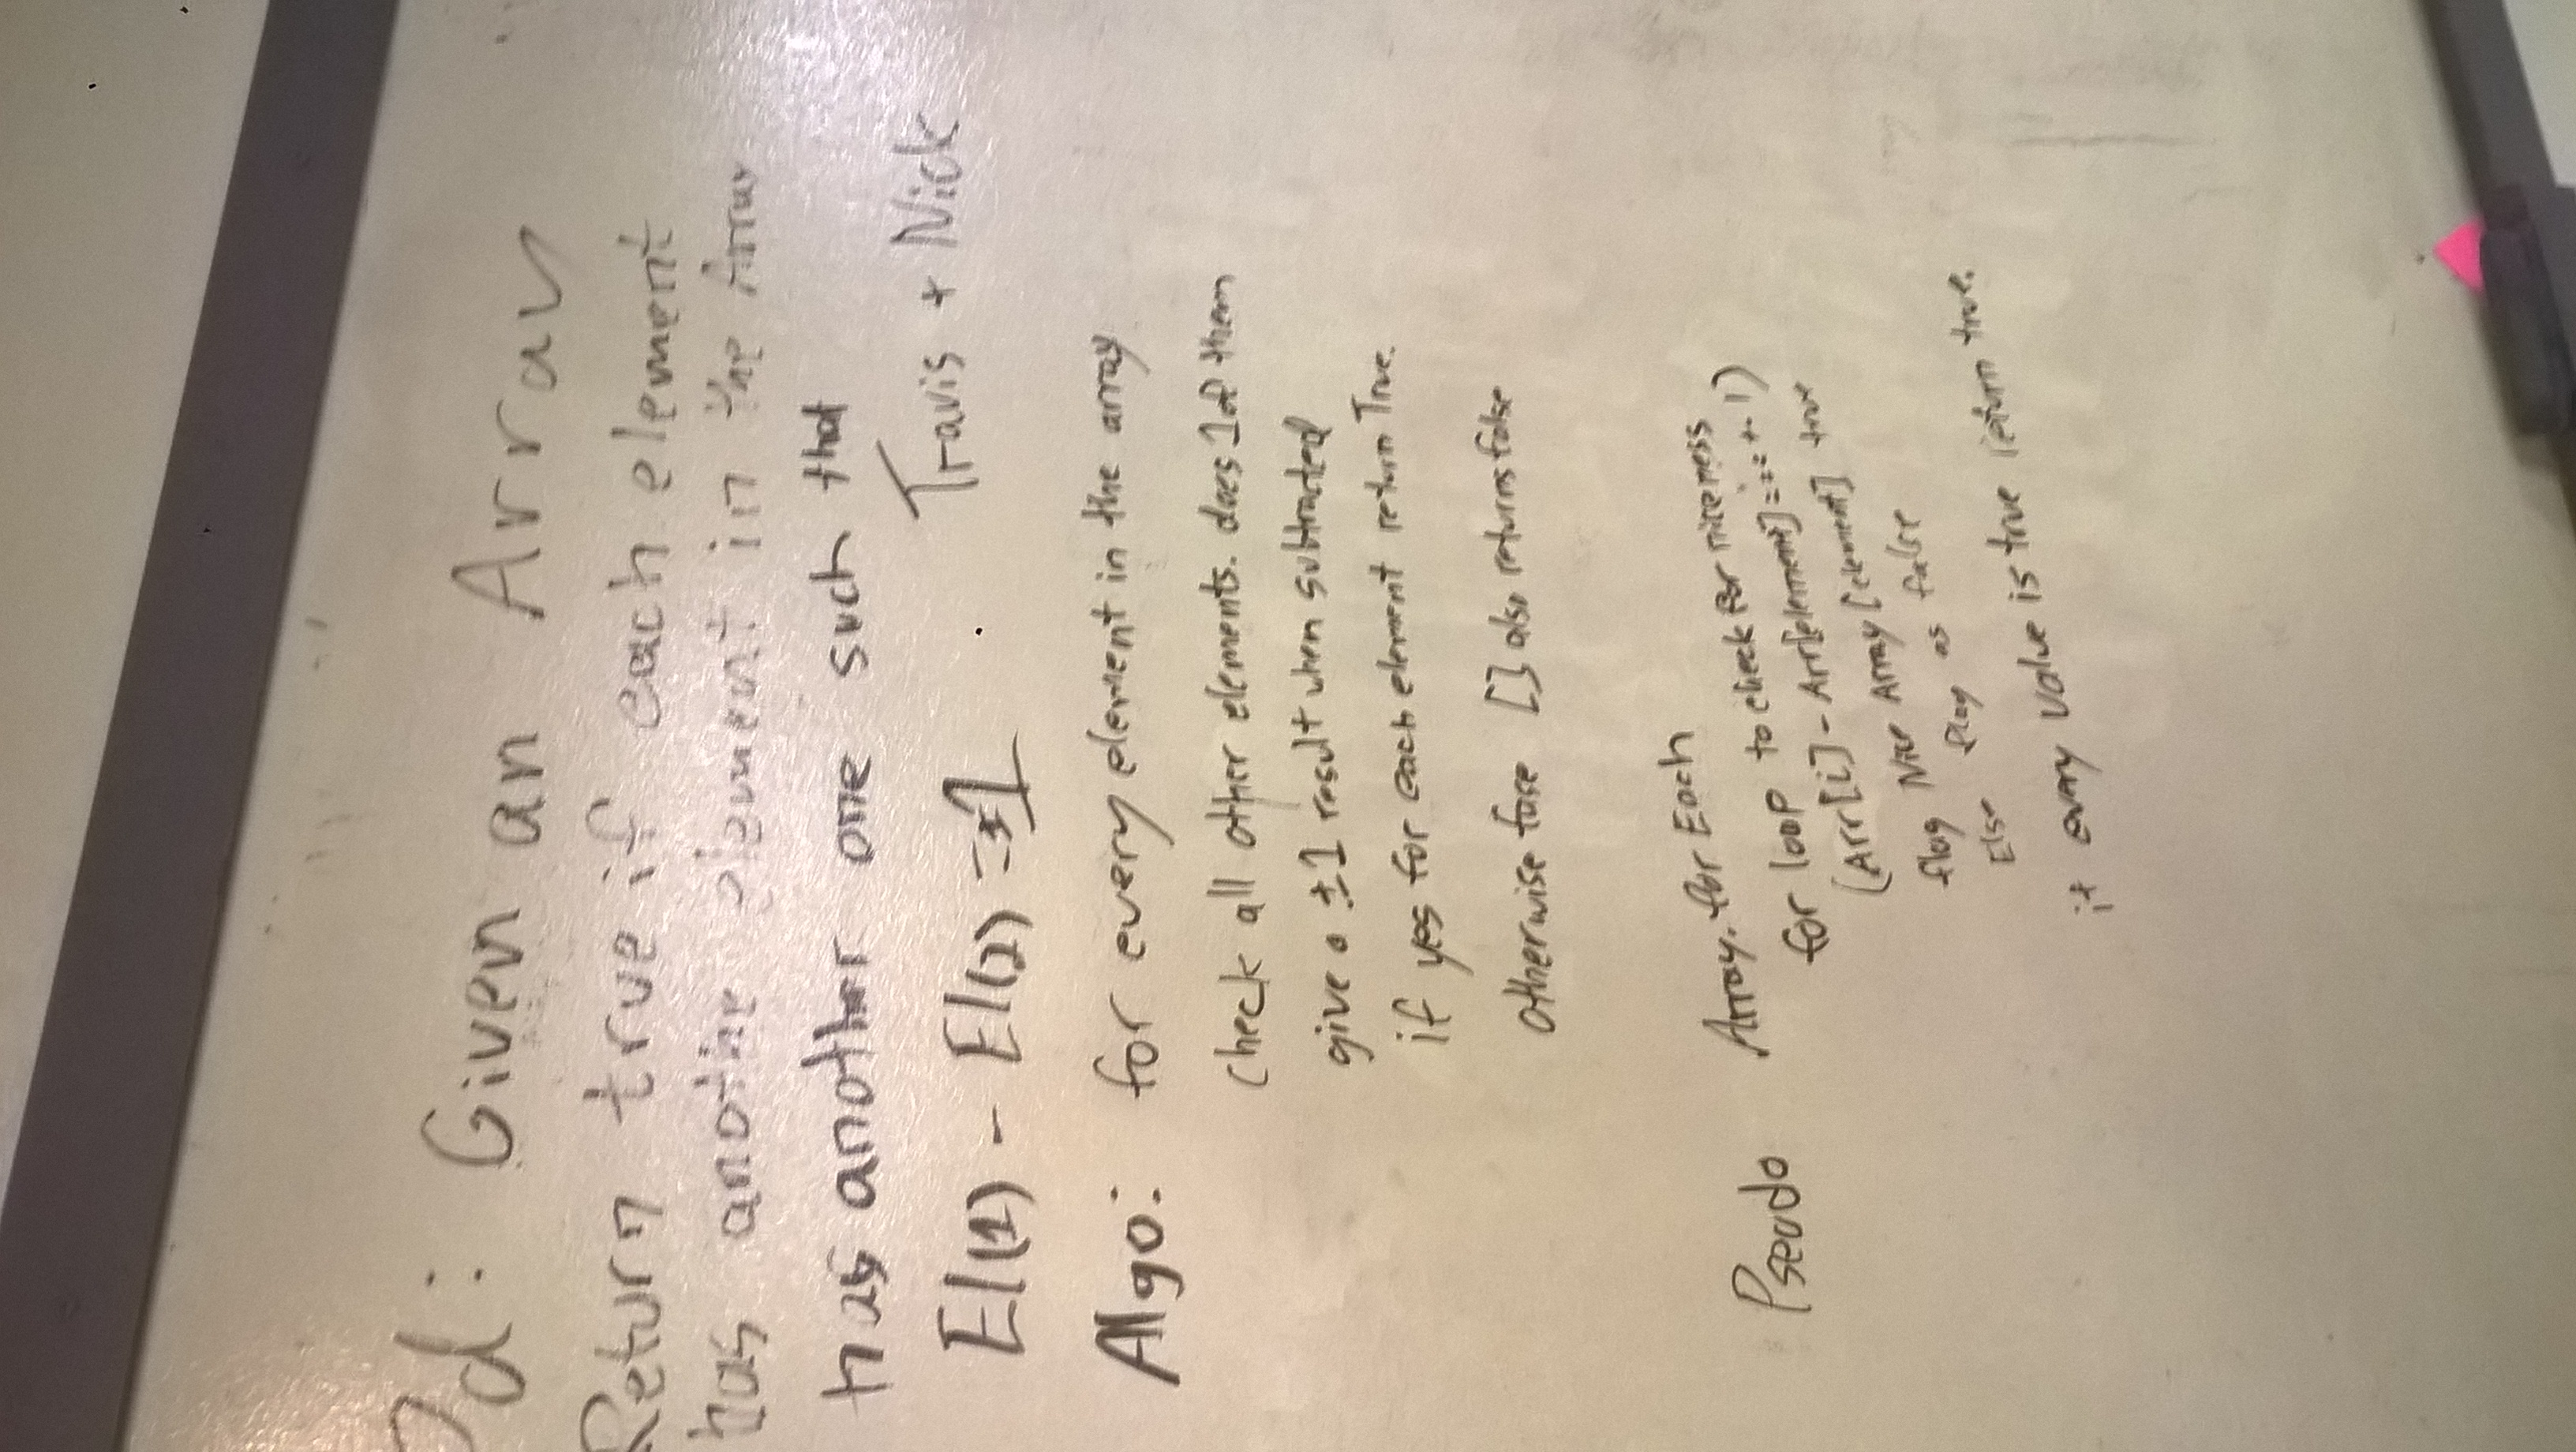 Pd: Given an Array
Return true if each element
has anothe element in the Array
has another one such that
Travis + Nick
El(1) - El(2) = ±1
Algo: for every element in the array
check all other elements. does 1 of them
give a ±1 result when subtracted
if yes for each element return True.
otherwise fase [] also returns false
Pseudo Array.for Each
for loop to check for niceness
(Arr[i] - Arr[element] === +- 1)
flag Nice Array [element] true
Else flag as false
if every value is true return true.